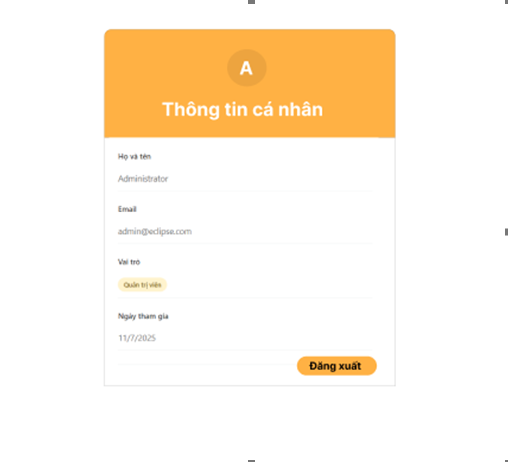 A
Thông tin cá nhân
Họ và tên
Administrator
Email
admin@eclipse.com
Vai trò
Quản trị viên
Ngày tham gia
11/7/2025
Đăng xuất